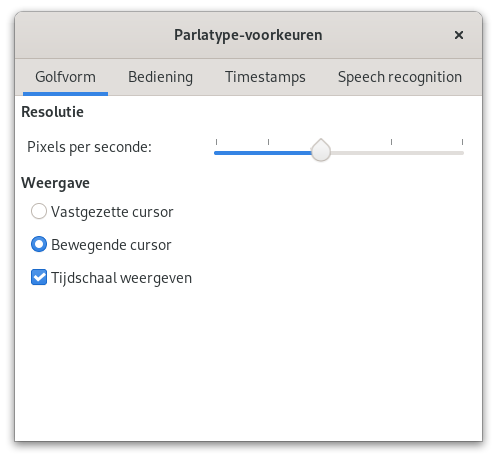 Parlatype-voorkeuren
Golfvorm Bediening Timestamps Speech recognition
Resolutie
Pixels per seconde:
Weergave
Vastgezette cursor
Bewegende cursor
Tijdschaal weergeven